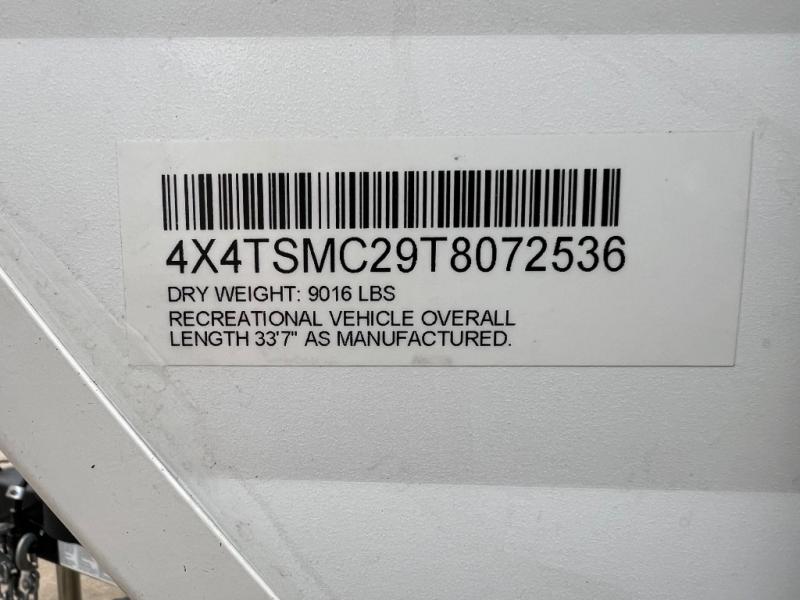 4X4TSMC29T8072536
DRY WEIGHT: 9016 LBS
RECREATIONAL VEHICLE OVERALL
LENGTH 33'7" AS MANUFACTURED.